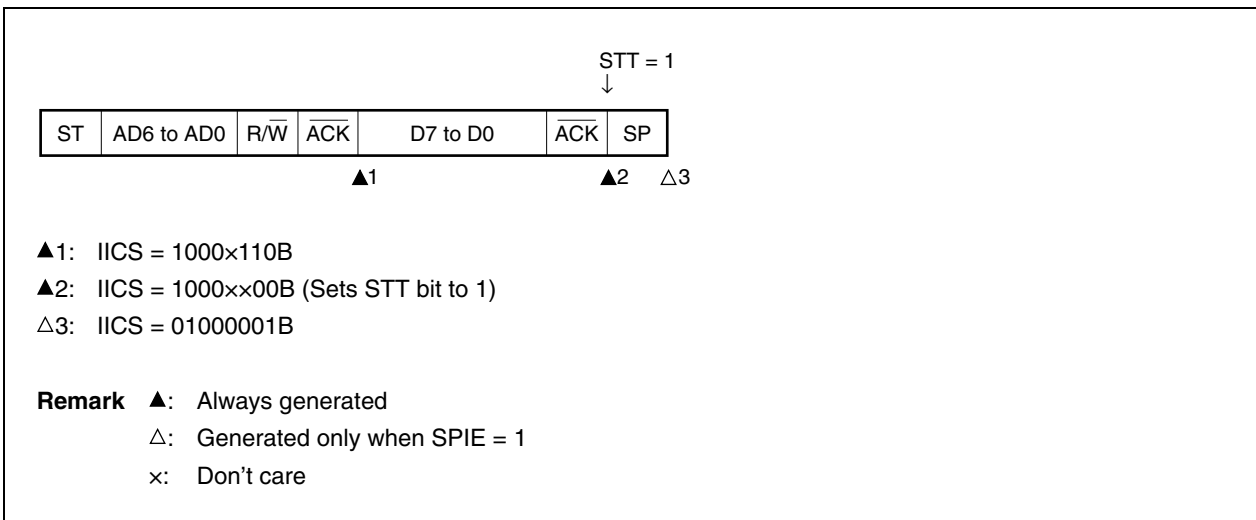 STT = 1
↓
ST AD6 to AD0 R/W̅ A̅C̅K̅ D7 to D0 A̅C̅K̅ SP
▲1 ▲2 △3
▲1: IICS = 1000×110B
▲2: IICS = 1000××00B (Sets STT bit to 1)
△3: IICS = 01000001B
Remark ▲: Always generated
△: Generated only when SPIE = 1
×: Don't care